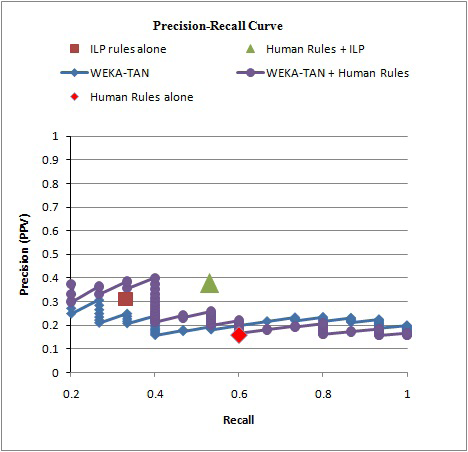 Precision-Recall Curve
ILP rules alone
Human Rules + ILP
WEKA-TAN
WEKA-TAN + Human Rules
Human Rules alone
1
0.9
0.8
0.7
0.6
0.5
0.4
0.3
0.2
0.1
0
Precision (PPV)
0.2 0.4 0.6 0.8 1
Recall